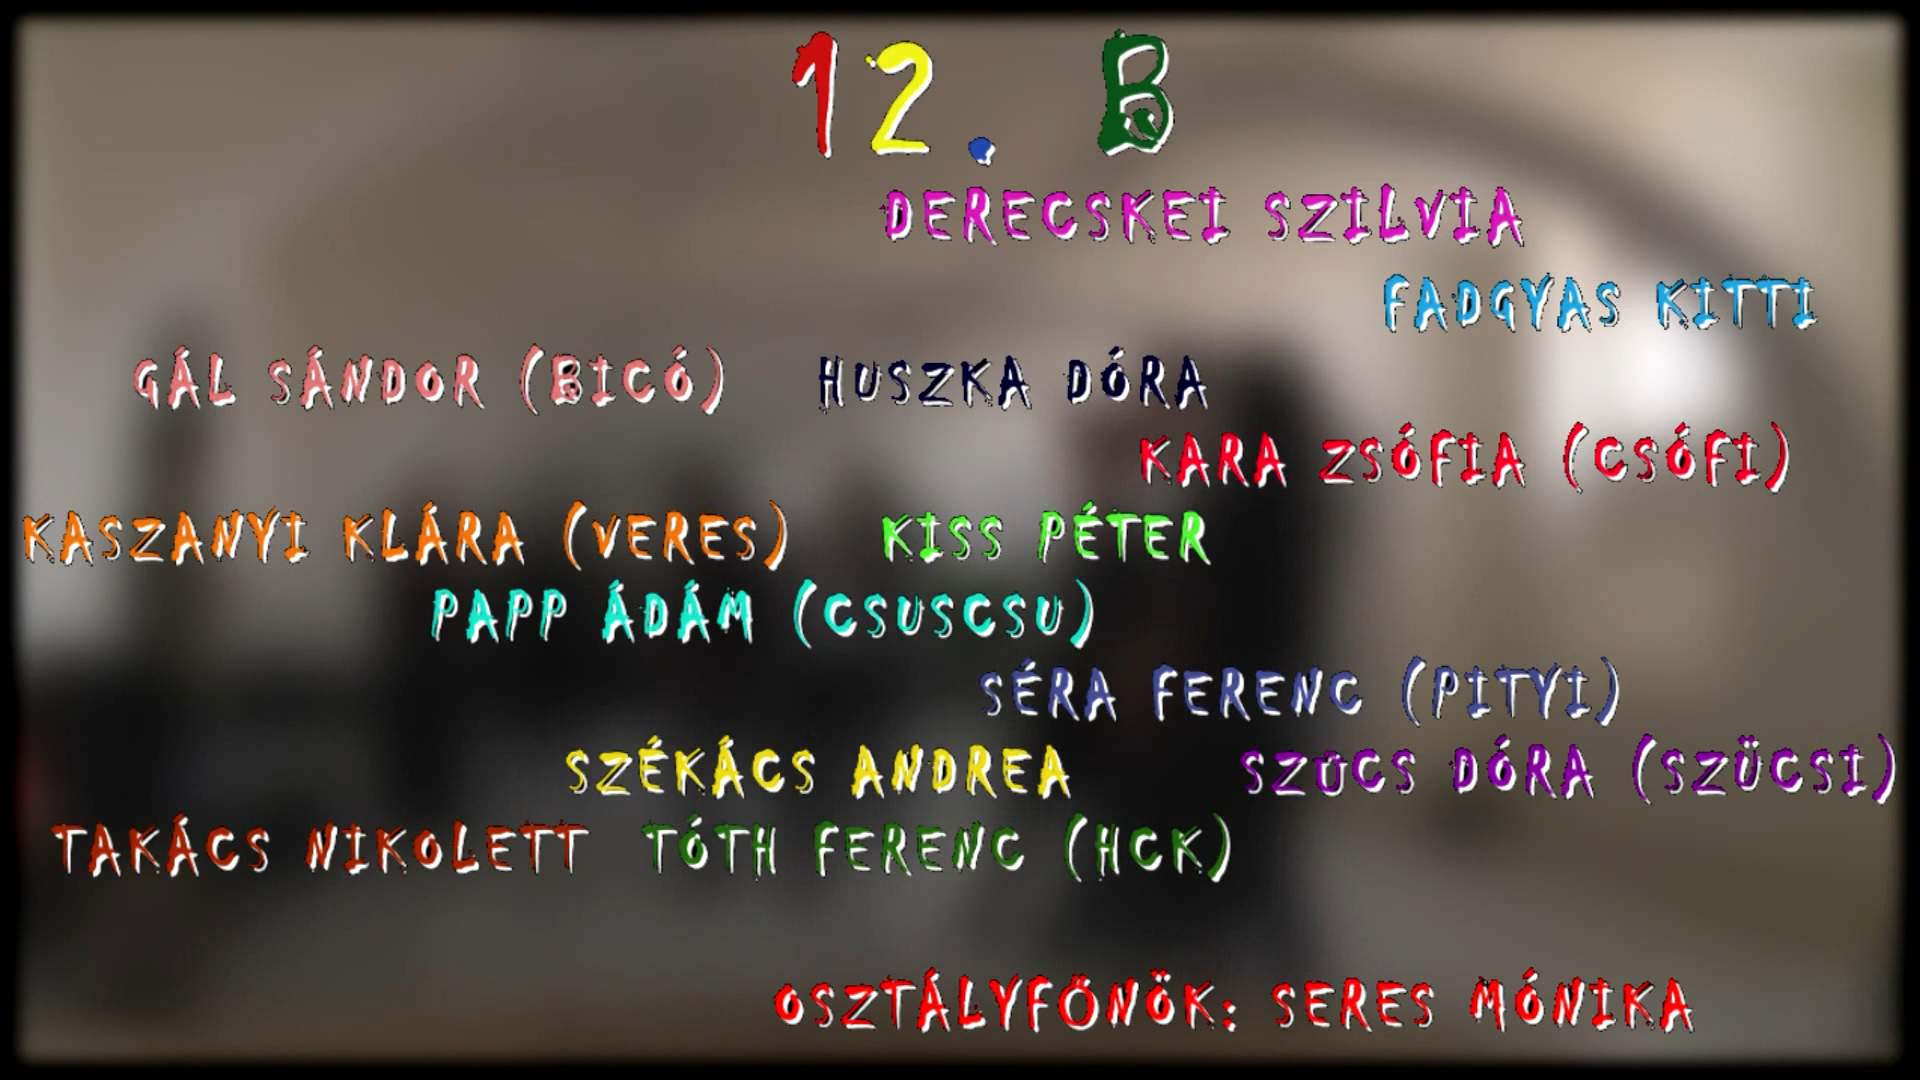 12. B
DERECSKEI SZILVIA
FADGYAS KITTI
GÁL SÁNDOR (BICÓ) HUSZKA DÓRA
KARA ZSÓFIA (CSÓFI)
KASZANYI KLÁRA (VERES) KISS PÉTER
PAPP ÁDÁM (CSUSCSU)
SÉRA FERENC (PITYI)
SZÉKÁCS ANDREA SZŰCS DÓRA (SZÜCSI)
TAKÁCS NIKOLETT TÓTH FERENC (HCK)
OSZTÁLYFŐNÖK: SERES MÓNIKA